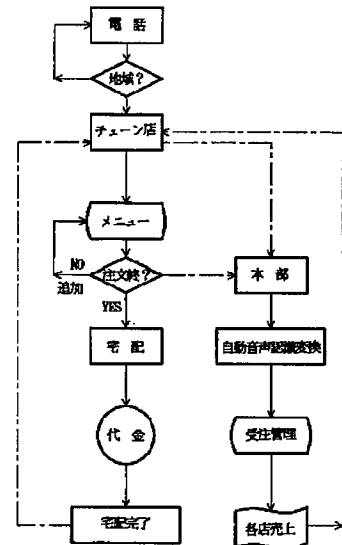 電 話
地域?
チェーン店
メニュー
NO
追加
注文終?
YES
本 部
宅 配
自動音声認識変換
代 金
受注管理
宅配完了
各店売上